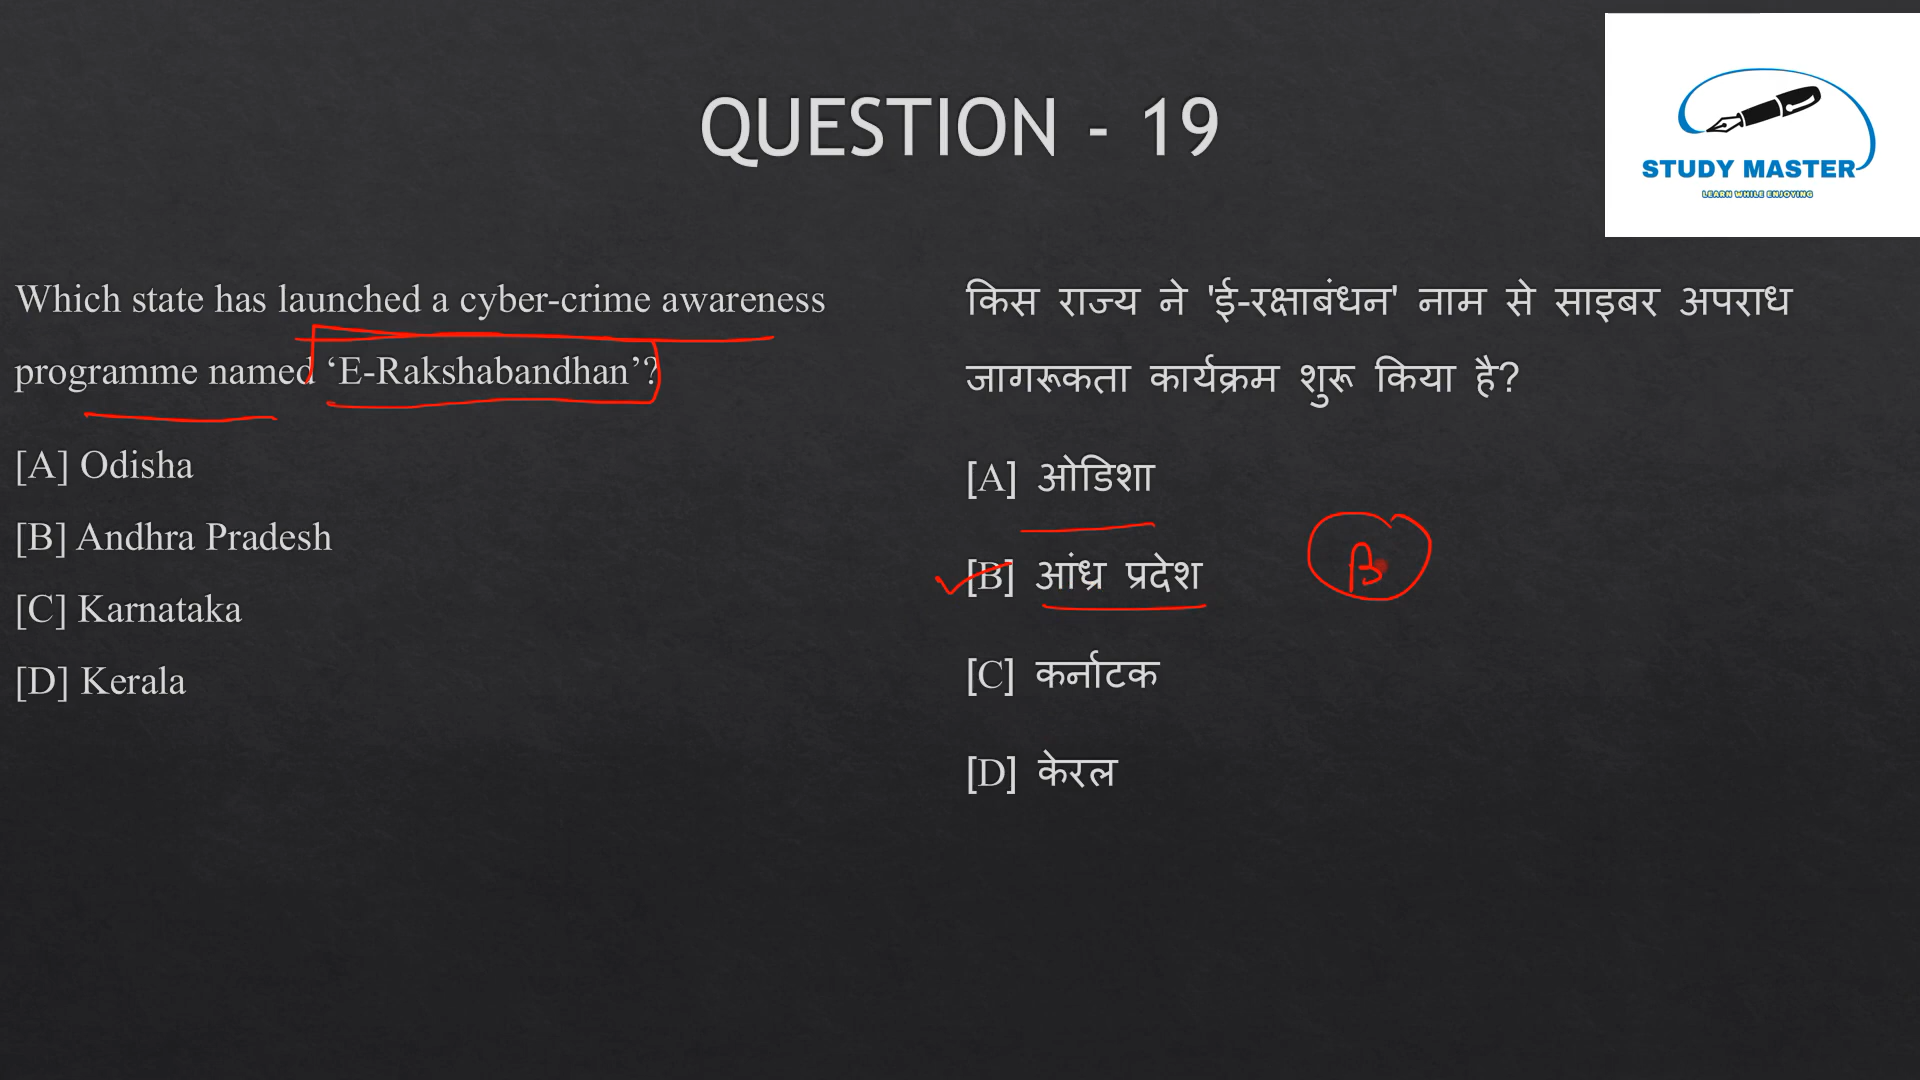 QUESTION - 19
STUDY MASTER
LEARN WHILE ENJOYING
Which state has launched a cyber-crime awareness
programme named ‘E-Rakshabandhan’?
[A] Odisha
[B] Andhra Pradesh
[C] Karnataka
[D] Kerala
किस राज्य ने 'ई-रक्षाबंधन' नाम से साइबर अपराध
जागरूकता कार्यक्रम शुरू किया है?
[A] ओडिशा
[B] आंध्र प्रदेश
B
[C] कर्नाटक
[D] केरल